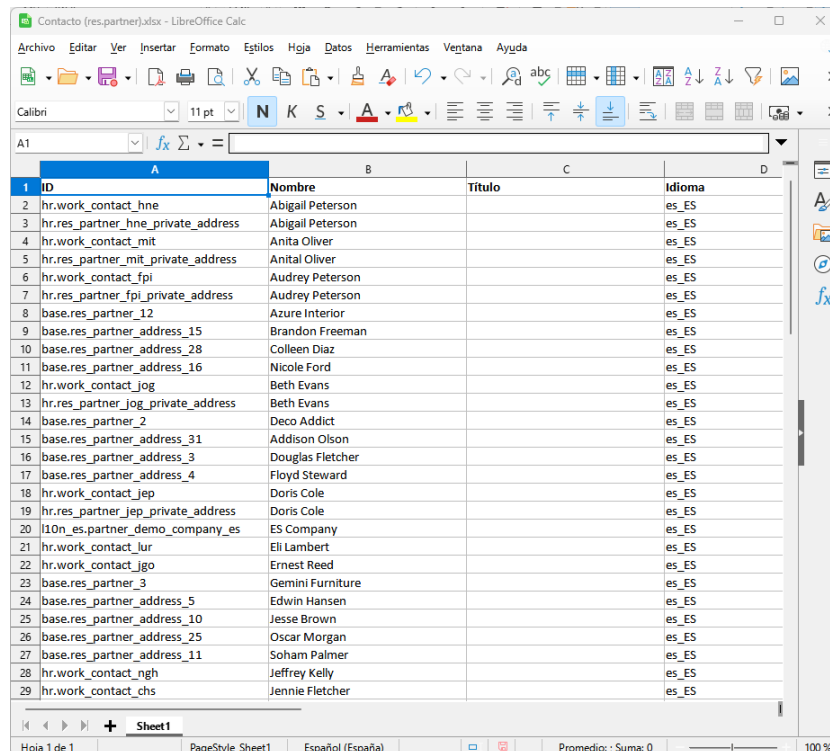 Contacto (res.partner).xlsx - LibreOffice Calc
Archivo Editar Ver Insertar Formato Estilos Hoja Datos Herramientas Ventana Ayuda
Calibri 11 pt N K S A
A1 fx Σ =
A B C D
1 ID Nombre Título Idioma
2 hr.work_contact_hne Abigail Peterson es_ES
3 hr.res_partner_hne_private_address Abigail Peterson es_ES
4 hr.work_contact_mit Anita Oliver es_ES
5 hr.res_partner_mit_private_address Anital Oliver es_ES
6 hr.work_contact_fpi Audrey Peterson es_ES
7 hr.res_partner_fpi_private_address Audrey Peterson es_ES
8 base.res_partner_12 Azure Interior es_ES
9 base.res_partner_address_15 Brandon Freeman es_ES
10 base.res_partner_address_28 Colleen Diaz es_ES
11 base.res_partner_address_16 Nicole Ford es_ES
12 hr.work_contact_jog Beth Evans es_ES
13 hr.res_partner_jog_private_address Beth Evans es_ES
14 base.res_partner_2 Deco Addict es_ES
15 base.res_partner_address_31 Addison Olson es_ES
16 base.res_partner_address_3 Douglas Fletcher es_ES
17 base.res_partner_address_4 Floyd Steward es_ES
18 hr.work_contact_jep Doris Cole es_ES
19 hr.res_partner_jep_private_address Doris Cole es_ES
20 l10n_es.partner_demo_company_es ES Company es_ES
21 hr.work_contact_lur Eli Lambert es_ES
22 hr.work_contact_jgo Ernest Reed es_ES
23 base.res_partner_3 Gemini Furniture es_ES
24 base.res_partner_address_5 Edwin Hansen es_ES
25 base.res_partner_address_10 Jesse Brown es_ES
26 base.res_partner_address_25 Oscar Morgan es_ES
27 base.res_partner_address_11 Soham Palmer es_ES
28 hr.work_contact_ngh Jeffrey Kelly es_ES
29 hr.work_contact_chs Jennie Fletcher es_ES
Sheet1
Hoja 1 de 1 PageStyle_Sheet1 Español (España) Promedio: ; Suma: 0 100 %